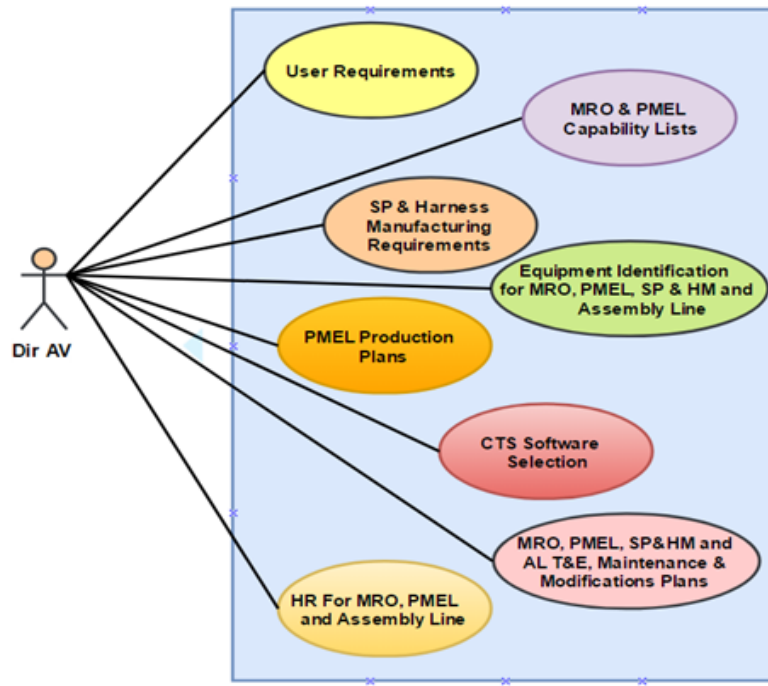 User Requirements
MRO & PMEL
Capability Lists
SP & Harness
Manufacturing
Requirements
Equipment Identification
for MRO, PMEL, SP & HM and
Assembly Line
Dir AV
PMEL Production
Plans
CTS Software
Selection
MRO, PMEL, SP&HM and
AL T&E, Maintenance &
Modifications Plans
HR For MRO, PMEL
and Assembly Line